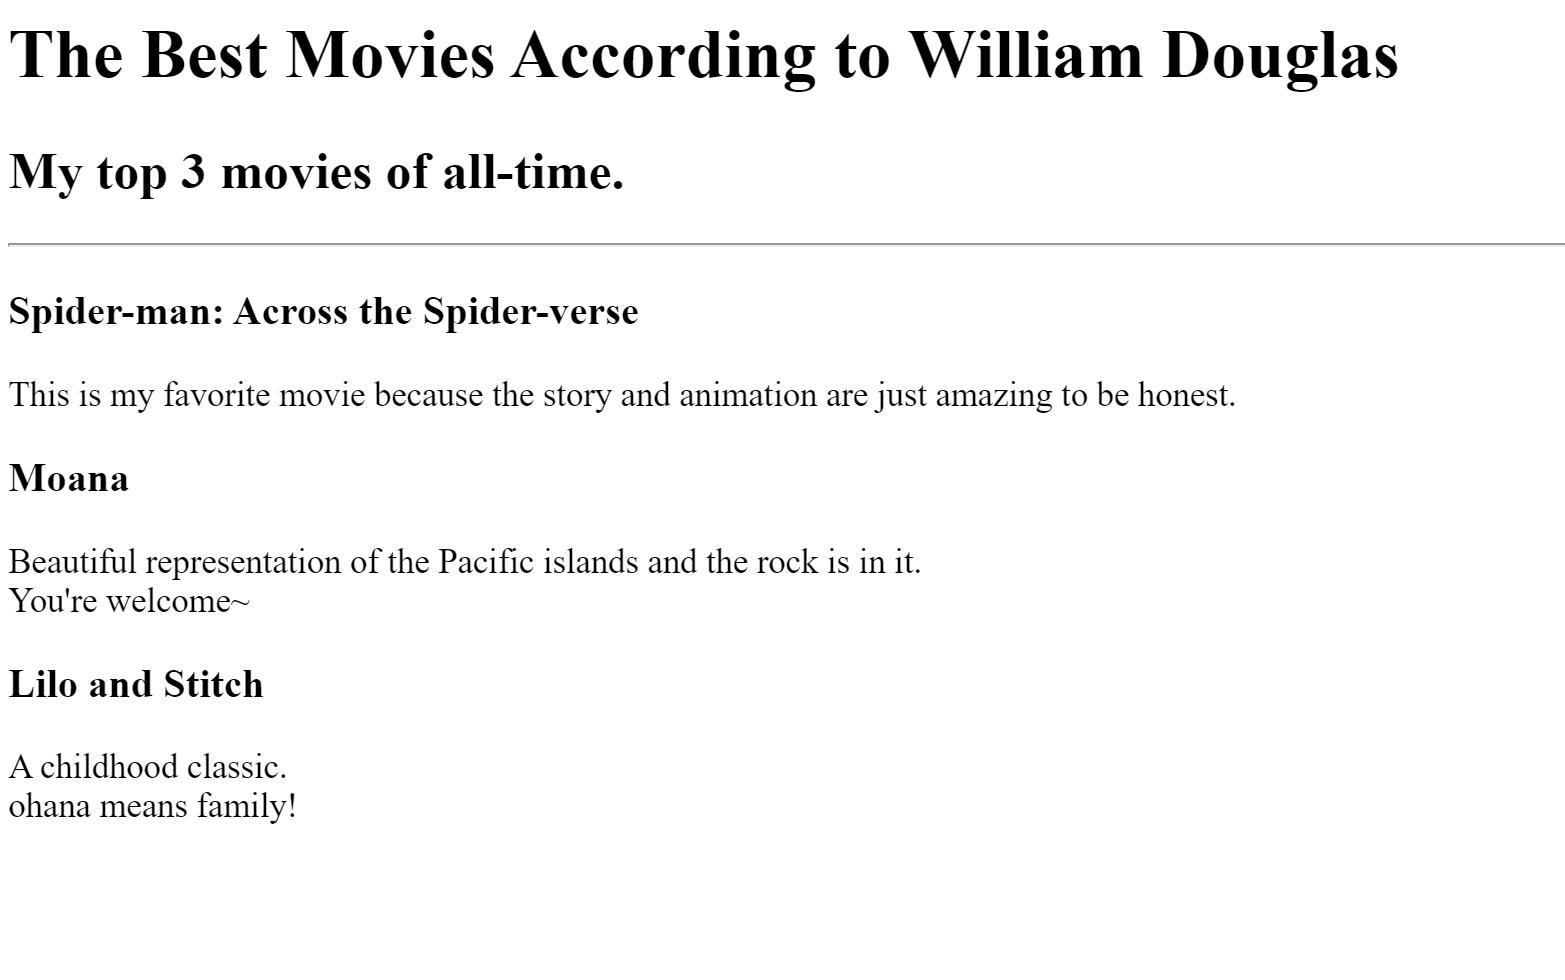 The Best Movies According to William Douglas
My top 3 movies of all-time.
Spider-man: Across the Spider-verse
This is my favorite movie because the story and animation are just amazing to be honest.
Moana
Beautiful representation of the Pacific islands and the rock is in it.
You're welcome~
Lilo and Stitch
A childhood classic.
ohana means family!